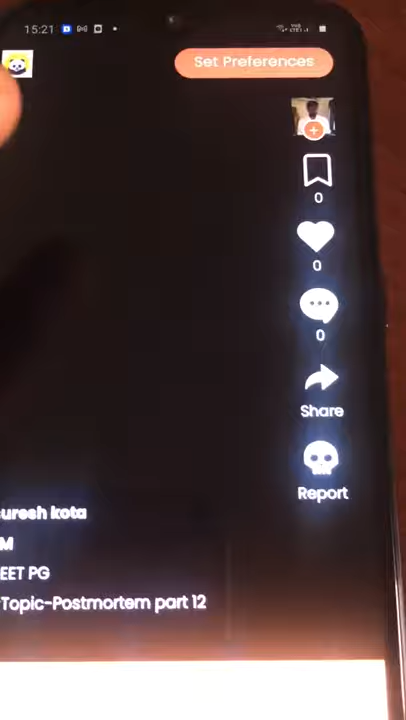 15:21
Set Preferences
0
0
0
Share
Report
uresh kota
M
EET PG
Topic-Postmortem part 12